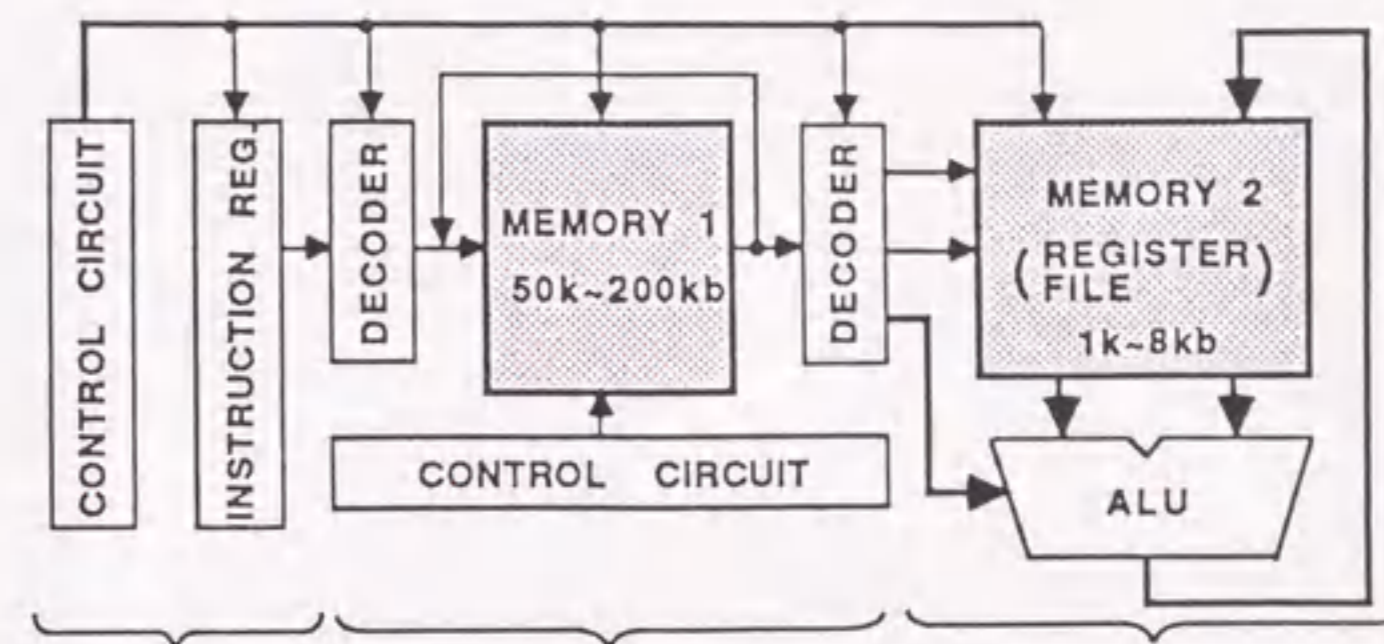 CONTROL CIRCUIT
INSTRUCTION REG.
DECODER
MEMORY 1
50k~200kb
CONTROL CIRCUIT
DECODER
MEMORY 2
(REGISTER
FILE)
1k~8kb
ALU